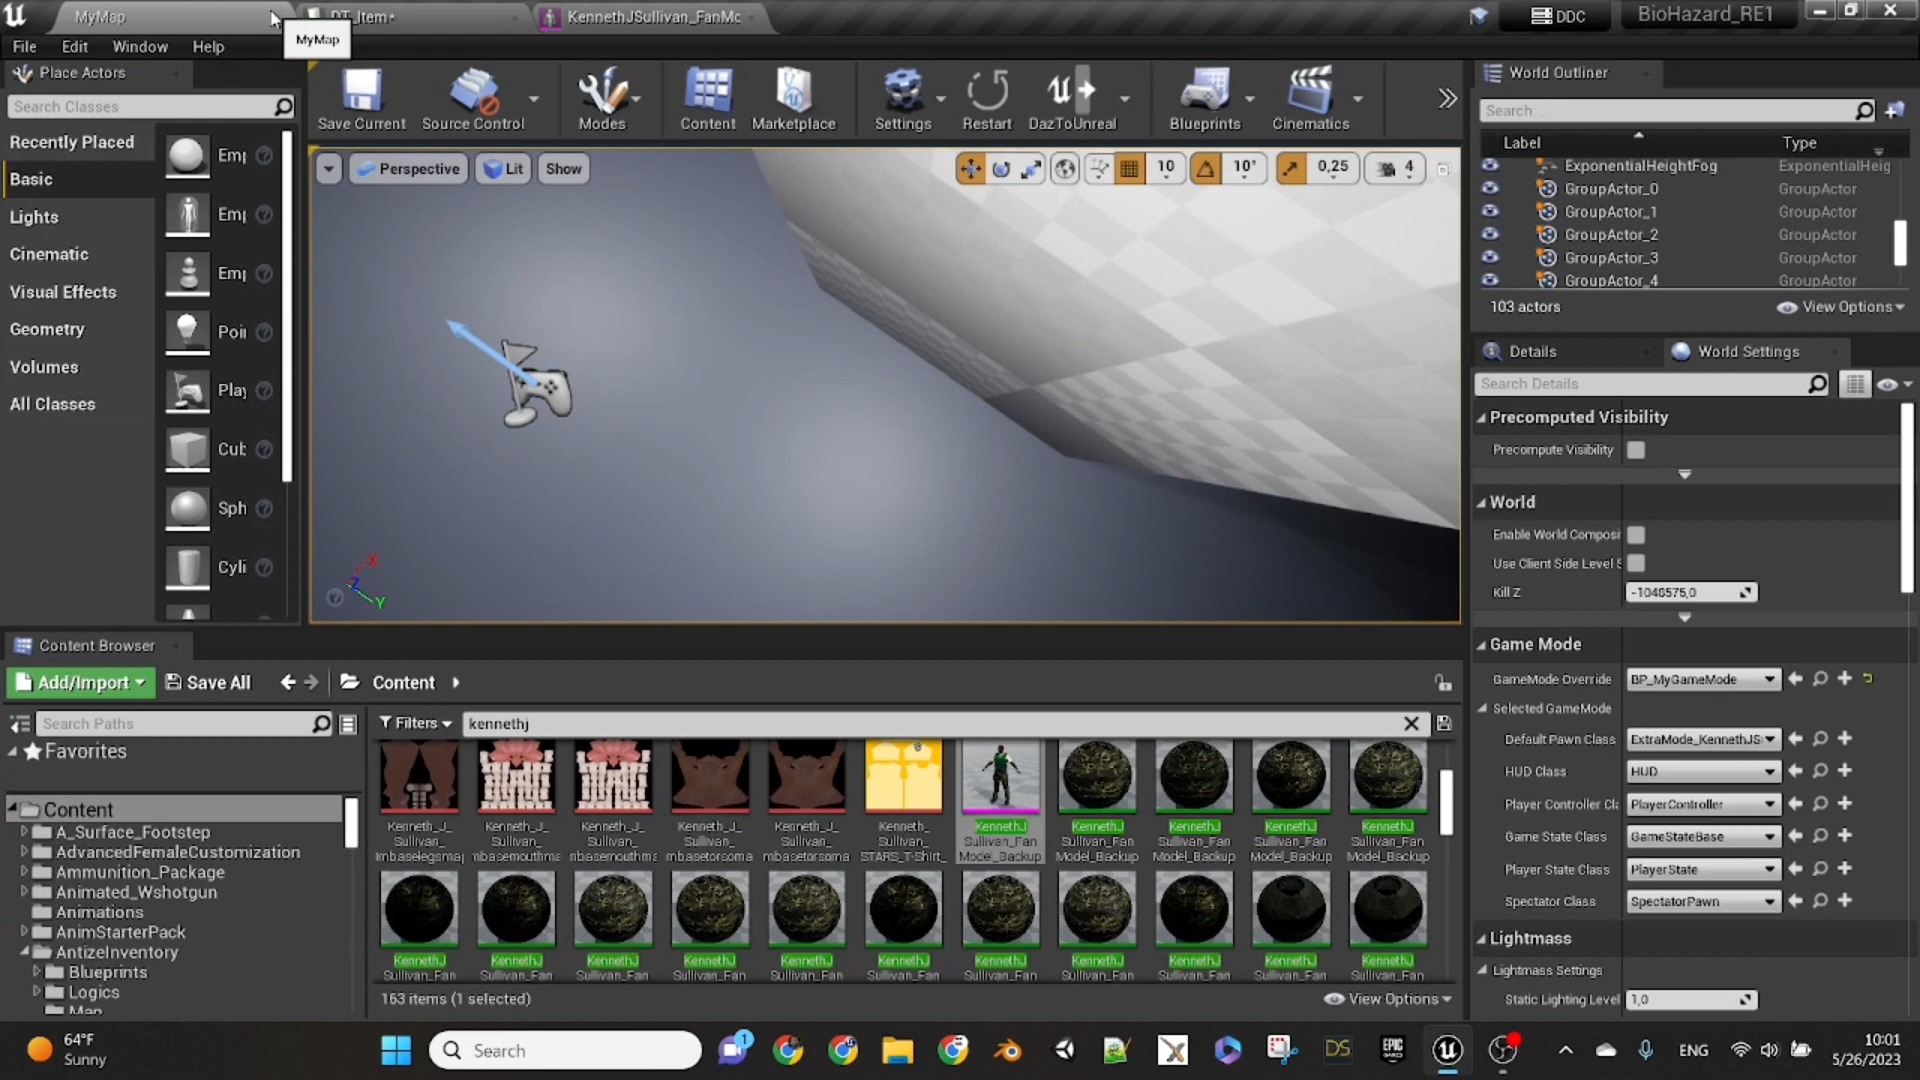 MyMap
DT_Item*
KennethJSullivan_FanMc
DDC
BioHazard_RE1
File
Edit
Window
Help
MyMap
Place Actors
Search Classes
Recently Placed
Basic
Lights
Cinematic
Visual Effects
Geometry
Volumes
All Classes
Emp
Emp
Emp
Poi
Play
Cub
Sph
Cyli
Save Current
Source Control
Modes
Content
Marketplace
Settings
Restart
DazToUnreal
Blueprints
Cinematics
Perspective
Lit
Show
10
10°
0,25
4
X
Z
Y
World Outliner
Search...
Label
Type
ExponentialHeightFog
ExponentialHeig
GroupActor_0
GroupActor
GroupActor_1
GroupActor
GroupActor_2
GroupActor
GroupActor_3
GroupActor
GroupActor_4
GroupActor
103 actors
View Options
Details
World Settings
Search Details
Precomputed Visibility
Precompute Visibility
World
Enable World Composi
Use Client Side Level S
Kill Z
-1048575,0
Game Mode
GameMode Override
BP_MyGameMode
Selected GameMode
Default Pawn Class
ExtraMode_KennethJS
HUD Class
HUD
Player Controller Cla
PlayerController
Game State Class
GameStateBase
Player State Class
PlayerState
Spectator Class
SpectatorPawn
Lightmass
Lightmass Settings
Static Lighting Level
1,0
Content Browser
Add/Import
Save All
Content
Search Paths
Filters
kennethj
Favorites
Content
A_Surface_Footstep
AdvancedFemaleCustomization
Ammunition_Package
Animated_Wshotgun
Animations
AnimStarterPack
AntizeInventory
Blueprints
Logics
Map
Kenneth_J_
Sullivan_
mbaselegsmap
Kenneth_J_
Sullivan_
mbasemouthma
Kenneth_J_
Sullivan_
mbasemouthma
Kenneth_J_
Sullivan_
mbasetorsoma
Kenneth_J_
Sullivan_
mbasetorsoma
Kenneth_
Sullivan_
STARS_T-Shirt_
KennethJ
Sullivan_Fan
Model_Backup
KennethJ
Sullivan_Fan
Model_Backup
KennethJ
Sullivan_Fan
Model_Backup
KennethJ
Sullivan_Fan
Model_Backup
KennethJ
Sullivan_Fan
Model_Backup
KennethJ
Sullivan_Fan
KennethJ
Sullivan_Fan
KennethJ
Sullivan_Fan
KennethJ
Sullivan_Fan
KennethJ
Sullivan_Fan
KennethJ
Sullivan_Fan
KennethJ
Sullivan_Fan
KennethJ
Sullivan_Fan
KennethJ
Sullivan_Fan
KennethJ
Sullivan_Fan
KennethJ
Sullivan_Fan
163 items (1 selected)
View Options
64°F
Sunny
Search
1
DS
EPIC
GAMES
ENG
10:01
5/26/2023